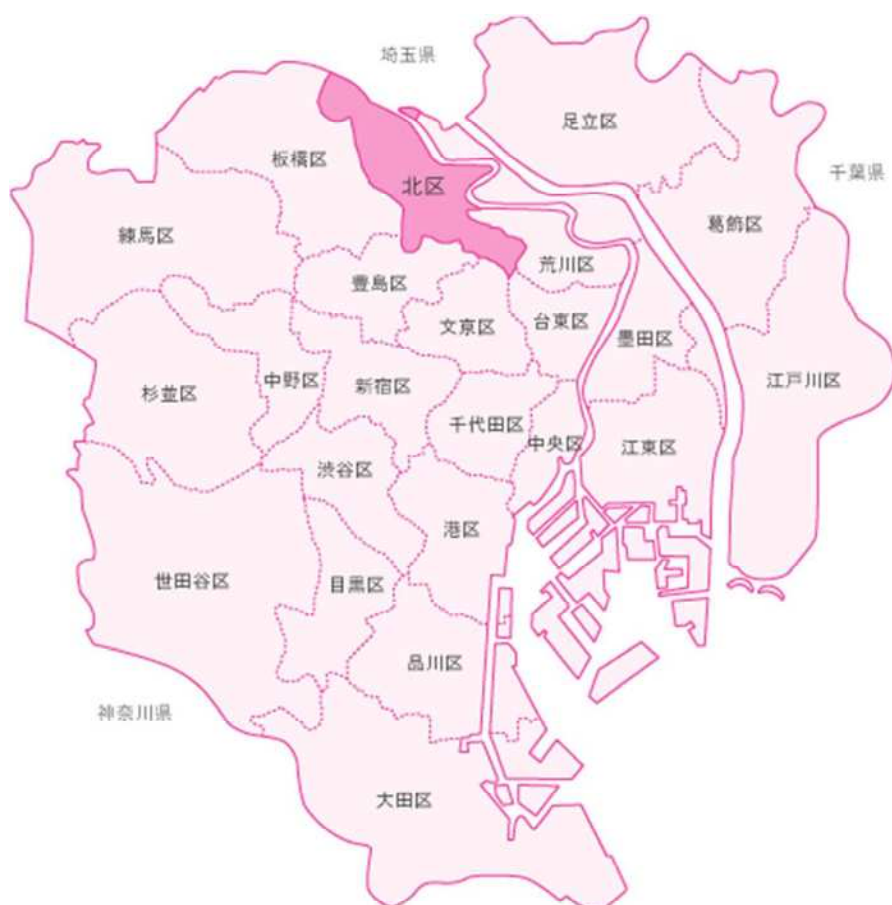 埼玉県
足立区
板橋区
千葉県
北区
葛飾区
練馬区
荒川区
豊島区
文京区
台東区
墨田区
杉並区
中野区
新宿区
江戸川区
千代田区
中央区
江東区
渋谷区
港区
世田谷区
目黒区
品川区
神奈川県
大田区